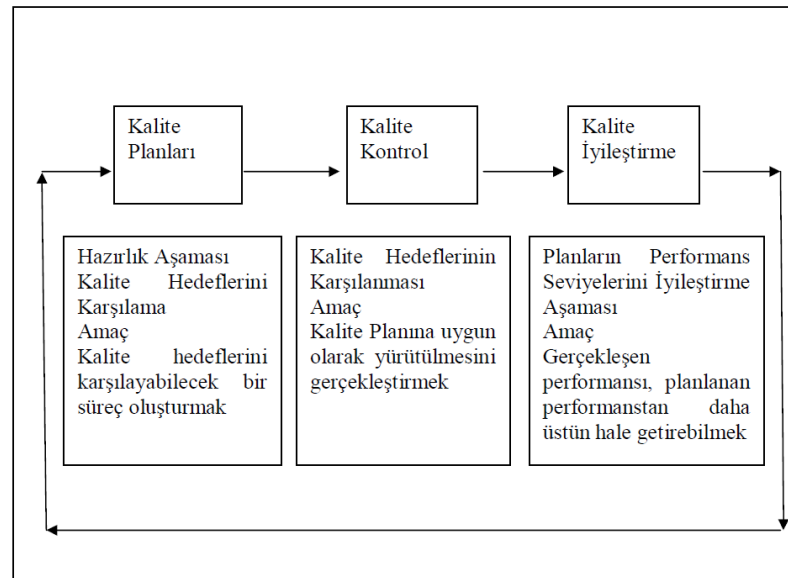 Kalite
Planları
Kalite
Kontrol
Kalite
İyileştirme
Hazırlık Aşaması
Kalite Hedeflerini
Karşılama
Amaç
Kalite hedeflerini
karşılayabilecek bir
süreç oluşturmak
Kalite Hedeflerinin
Karşılanması
Amaç
Kalite Planına uygun
olarak yürütülmesini
gerçekleştirmek
Planların Performans
Seviyelerini İyileştirme
Aşaması
Amaç
Gerçekleşen
performansı, planlanan
performanstan daha
üstün hale getirebilmek